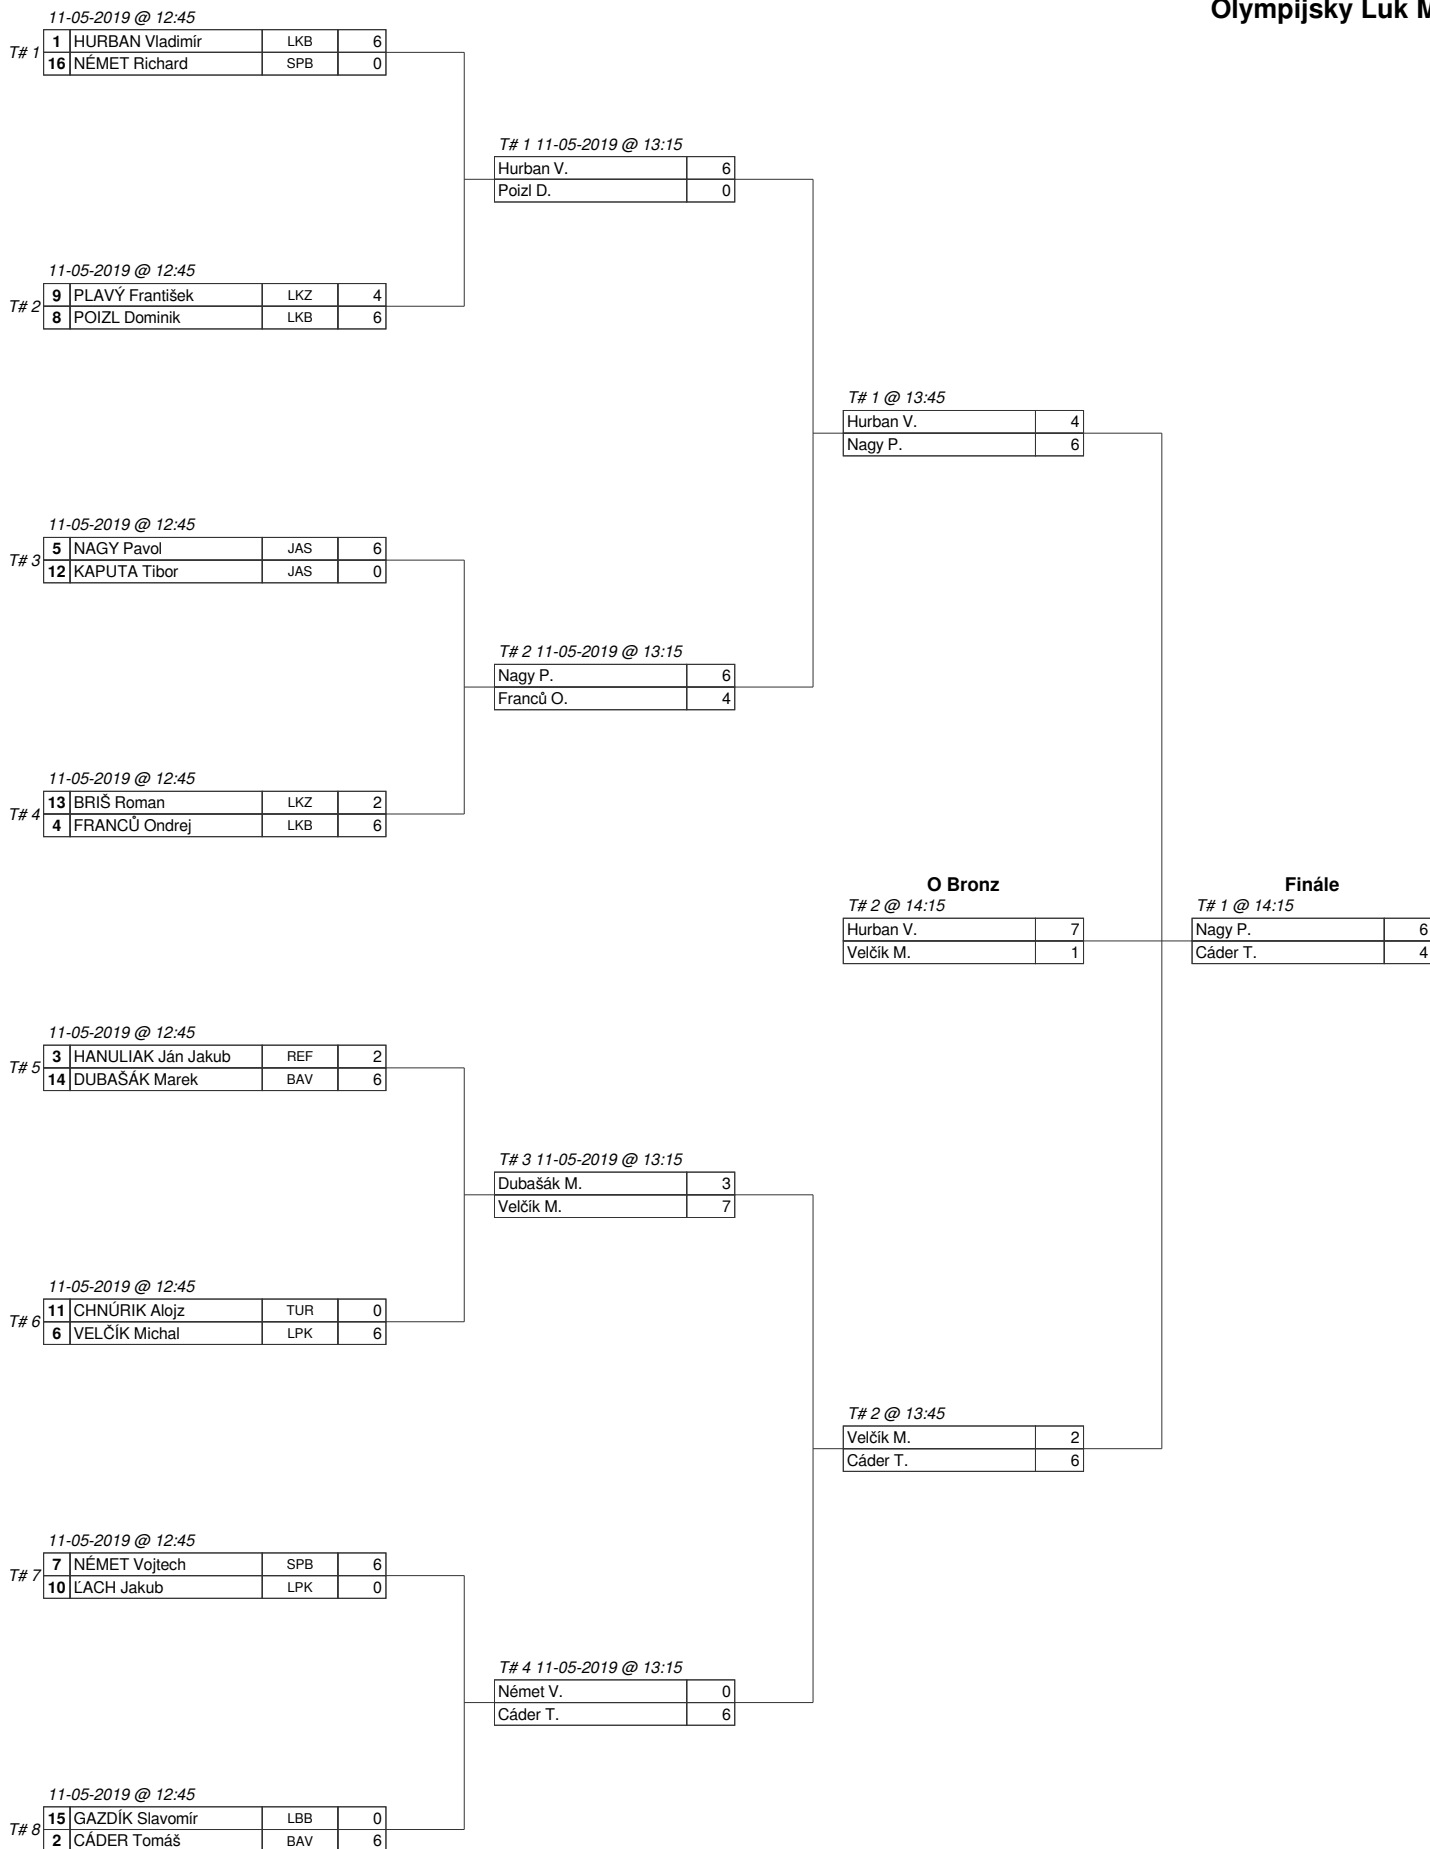 Olympijsky Luk M
11-05-2019 @ 12:45
T# 1
1 HURBAN Vladimír LKB 6
16 NÉMET Richard SPB 0
T# 1 11-05-2019 @ 13:15
Hurban V. 6
Poizl D. 0
11-05-2019 @ 12:45
T# 2
9 PLAVÝ František LKZ 4
8 POIZL Dominik LKB 6
T# 1 @ 13:45
Hurban V. 4
Nagy P. 6
11-05-2019 @ 12:45
T# 3
5 NAGY Pavol JAS 6
12 KAPUTA Tibor JAS 0
T# 2 11-05-2019 @ 13:15
Nagy P. 6
Franců O. 4
11-05-2019 @ 12:45
T# 4
13 BRIŠ Roman LKZ 2
4 FRANCŮ Ondrej LKB 6
O Bronz
T# 2 @ 14:15
Hurban V. 7
Velčík M. 1
Finále
T# 1 @ 14:15
Nagy P. 6
Cáder T. 4
11-05-2019 @ 12:45
T# 5
3 HANULIAK Ján Jakub REF 2
14 DUBAŠÁK Marek BAV 6
T# 3 11-05-2019 @ 13:15
Dubašák M. 3
Velčík M. 7
11-05-2019 @ 12:45
T# 6
11 CHNÚRIK Alojz TUR 0
6 VELČÍK Michal LPK 6
T# 2 @ 13:45
Velčík M. 2
Cáder T. 6
11-05-2019 @ 12:45
T# 7
7 NÉMET Vojtech SPB 6
10 ĽACH Jakub LPK 0
T# 4 11-05-2019 @ 13:15
Német V. 0
Cáder T. 6
11-05-2019 @ 12:45
T# 8
15 GAZDÍK Slavomír LBB 0
2 CÁDER Tomáš BAV 6